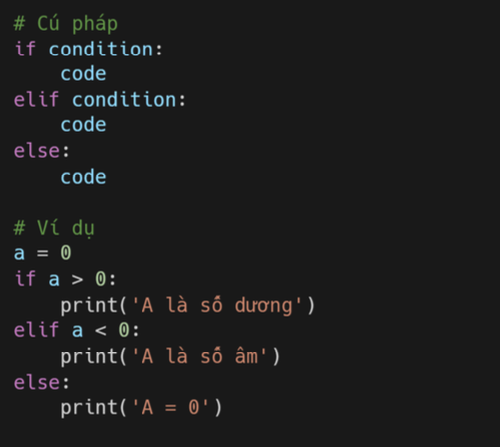 # Cú pháp
if condition:
    code
elif condition:
    code
else:
    code

# Ví dụ
a = 0
if a > 0:
    print('A là số dương')
elif a < 0:
    print('A là số âm')
else:
    print('A = 0')